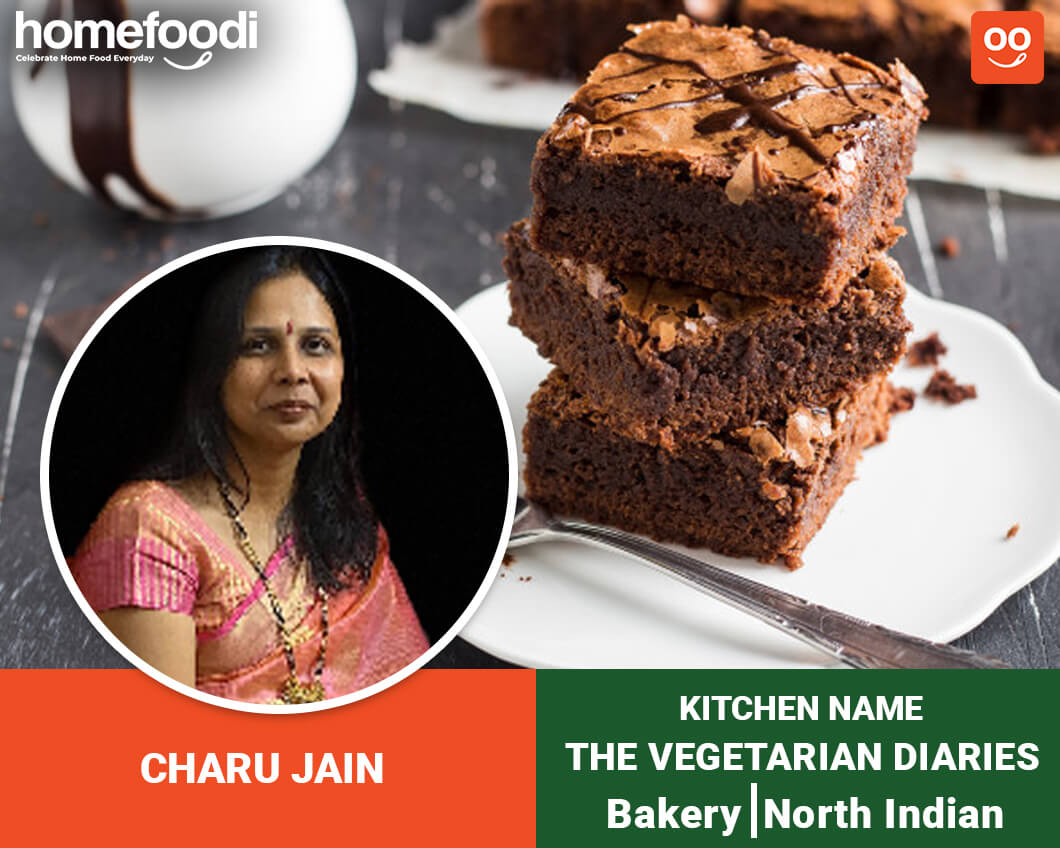 homefoodi
Celebrate Home Food Everyday
CHARU JAIN
KITCHEN NAME
THE VEGETARIAN DIARIES
Bakery|North Indian